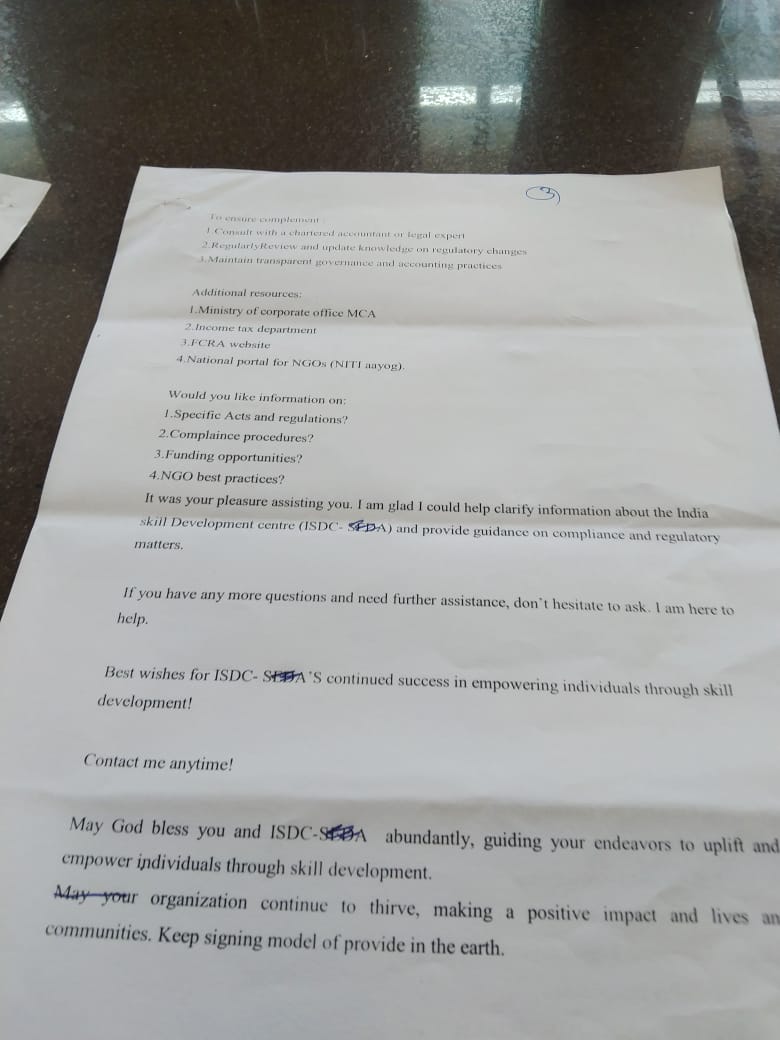 3
To ensure complement :
1.Consult with a chartered accountant or legal expert
2.RegularlyReview and update knowledge on regulatory changes
3.Maintain transparent governance and accounting practices
Additional resources:
1.Ministry of corporate office MCA
2.Income tax department
3.FCRA website
4.National portal for NGOs (NITI aayog).
Would you like information on:
1.Specific Acts and regulations?
2.Complaince procedures?
3.Funding opportunities?
4.NGO best practices?
It was your pleasure assisting you. I am glad I could help clarify information about the India
skill Development centre (ISDC- SEDA) and provide guidance on compliance and regulatory
matters.
If you have any more questions and need further assistance, don't hesitate to ask. I am here to
help.
Best wishes for ISDC- SEDA'S continued success in empowering individuals through skill
development!
Contact me anytime!
May God bless you and ISDC-SEDA abundantly, guiding your endeavors to uplift and
empower individuals through skill development.
May your organization continue to thirve, making a positive impact and lives an
communities. Keep signing model of provide in the earth.